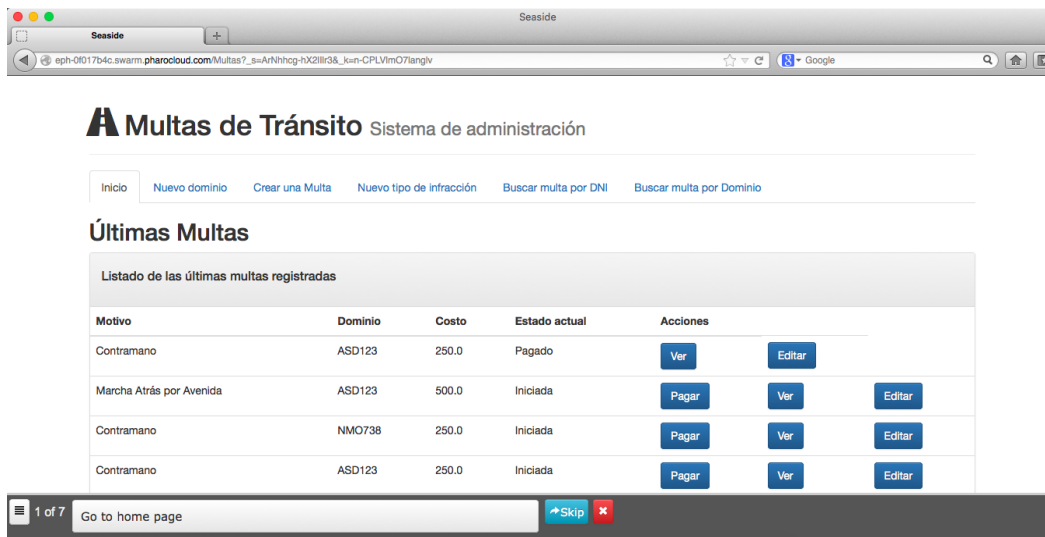 Seaside
Seaside
eph-0f017b4c.swarm.pharocloud.com/Multas?_s=ArNhhcg-hX2lllr3&_k=n-CPLVlmO7langlv
Google
Multas de Tránsito Sistema de administración
Inicio Nuevo dominio Crear una Multa Nuevo tipo de infracción Buscar multa por DNI Buscar multa por Dominio
Últimas Multas
Listado de las últimas multas registradas
Motivo Dominio Costo Estado actual Acciones
Contramano ASD123 250.0 Pagado Ver Editar
Marcha Atrás por Avenida ASD123 500.0 Iniciada Pagar Ver Editar
Contramano NMO738 250.0 Iniciada Pagar Ver Editar
Contramano ASD123 250.0 Iniciada Pagar Ver Editar
1 of 7 Go to home page Skip